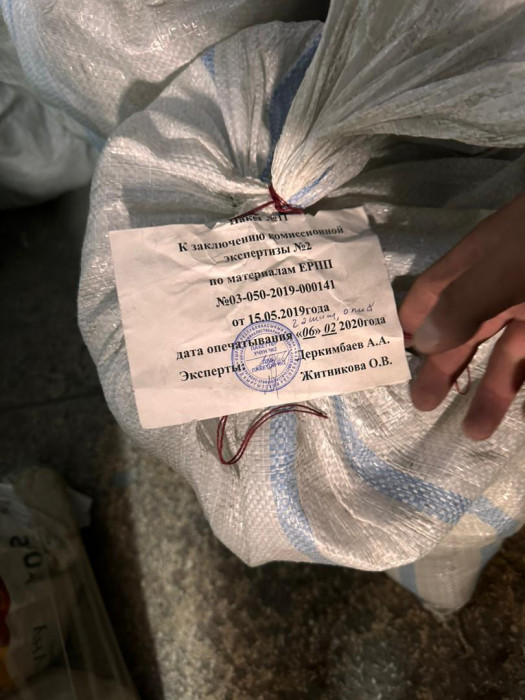 Пакет №11
К заключению комиссионной
экспертизы №2
по материалам ЕРПП
№03-050-2019-000141
от 15.05.2019года
дата опечатывания «06» 02 2020года
Эксперты: Деркимбаев А.А.
Житникова О.В.